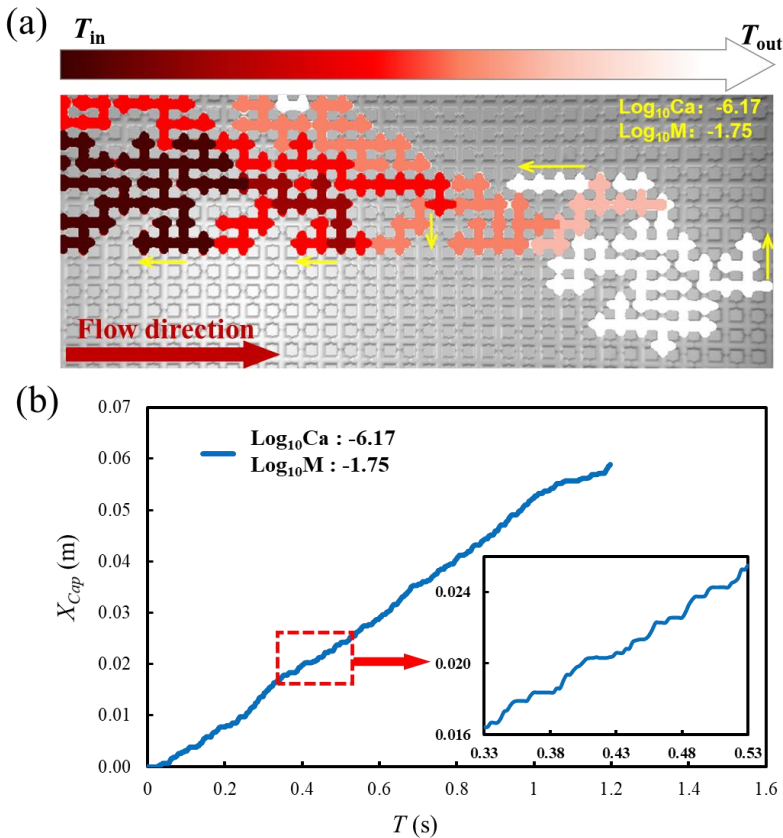 (a)
T_in
T_out
Log₁₀Ca: -6.17
Log₁₀M: -1.75
Flow direction
(b)
0.07
0.06
0.05
0.04
0.03
0.02
0.01
0.00
X_Cap (m)
Log₁₀Ca : -6.17
Log₁₀M : -1.75
0.024
0.020
0.016
0.33 0.38 0.43 0.48 0.53
0 0.2 0.4 0.6 0.8 1 1.2 1.4 1.6
T (s)